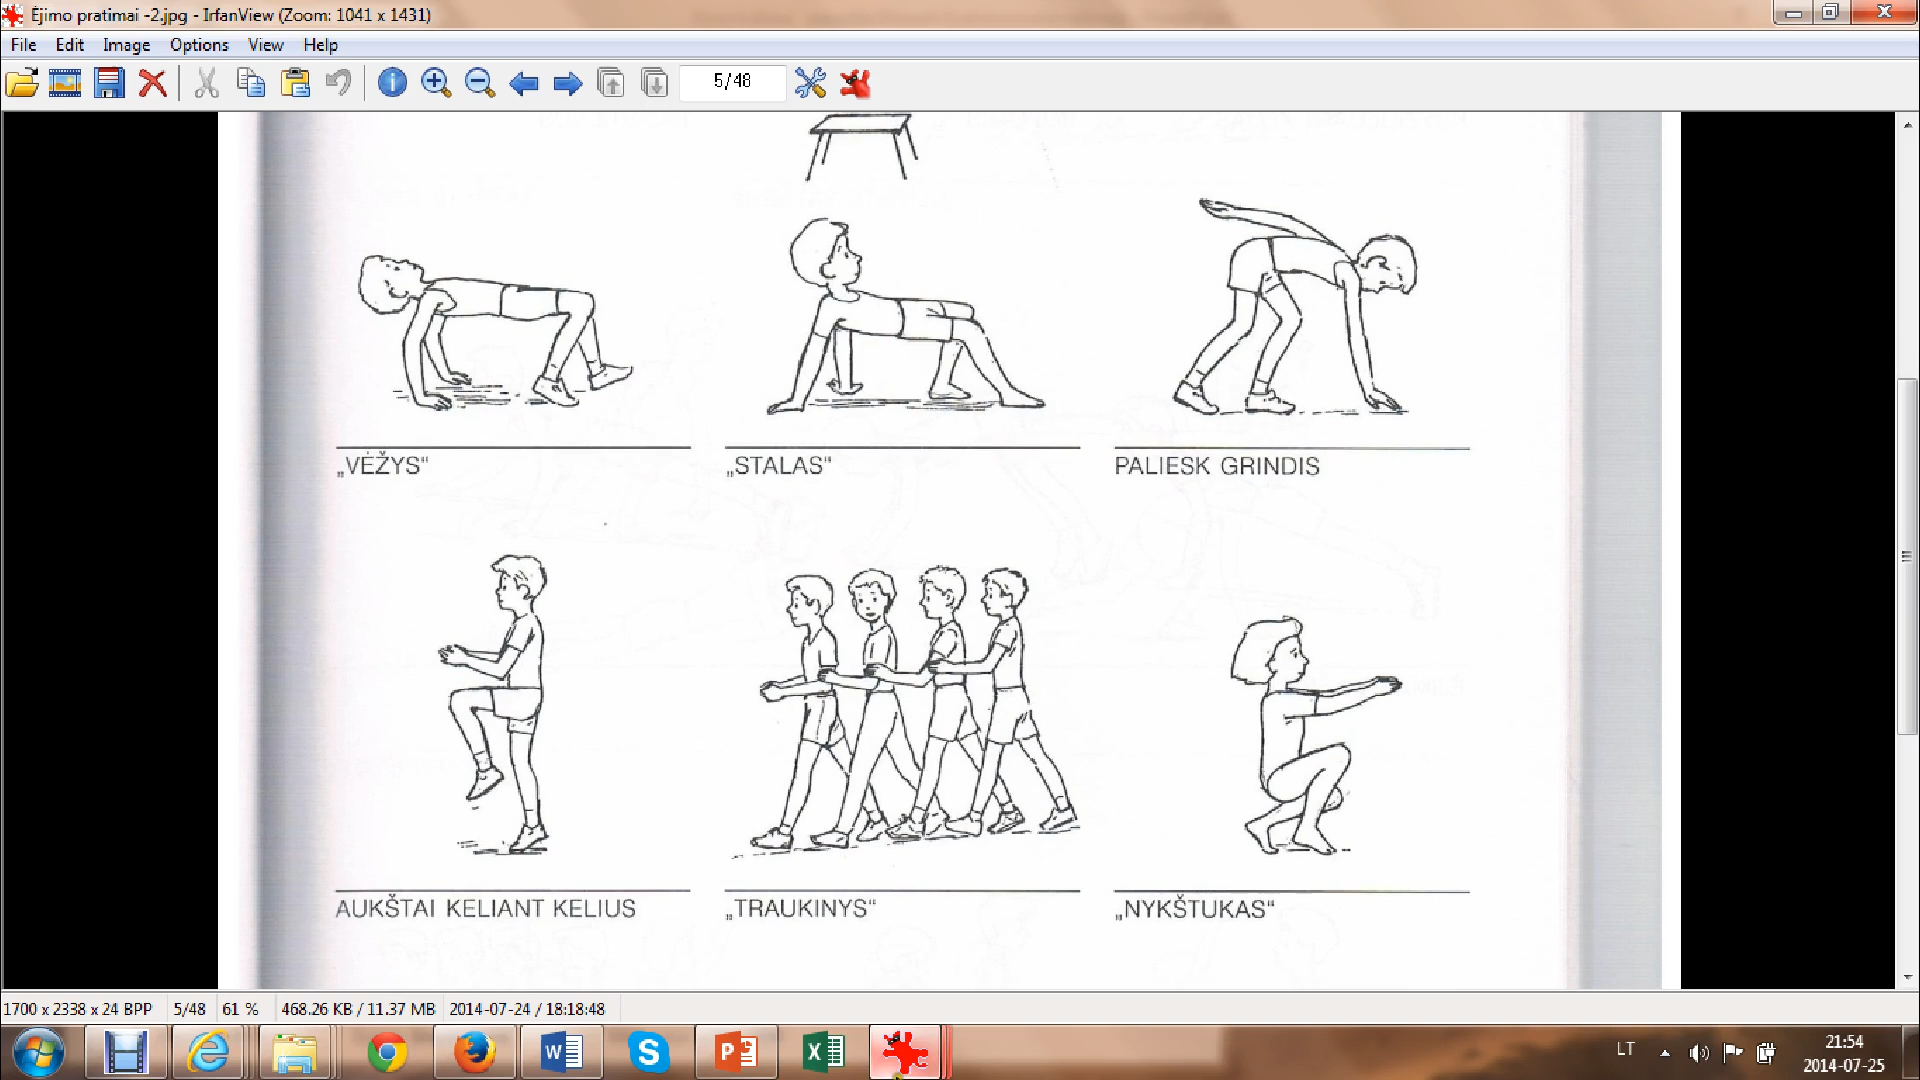 Ėjimo pratimai -2.jpg - IrfanView (Zoom: 1041 x 1431)
File Edit Image Options View Help
5/48
„VĖŽYS“ „STALAS“ PALIESK GRINDIS
AUKŠTAI KELIANT KELIUS „TRAUKINYS“ „NYKŠTUKAS“
1700 x 2338 x 24 BPP 5/48 61 % 468.26 KB / 11.37 MB 2014-07-24 / 18:18:48
LT 21:54
2014-07-25